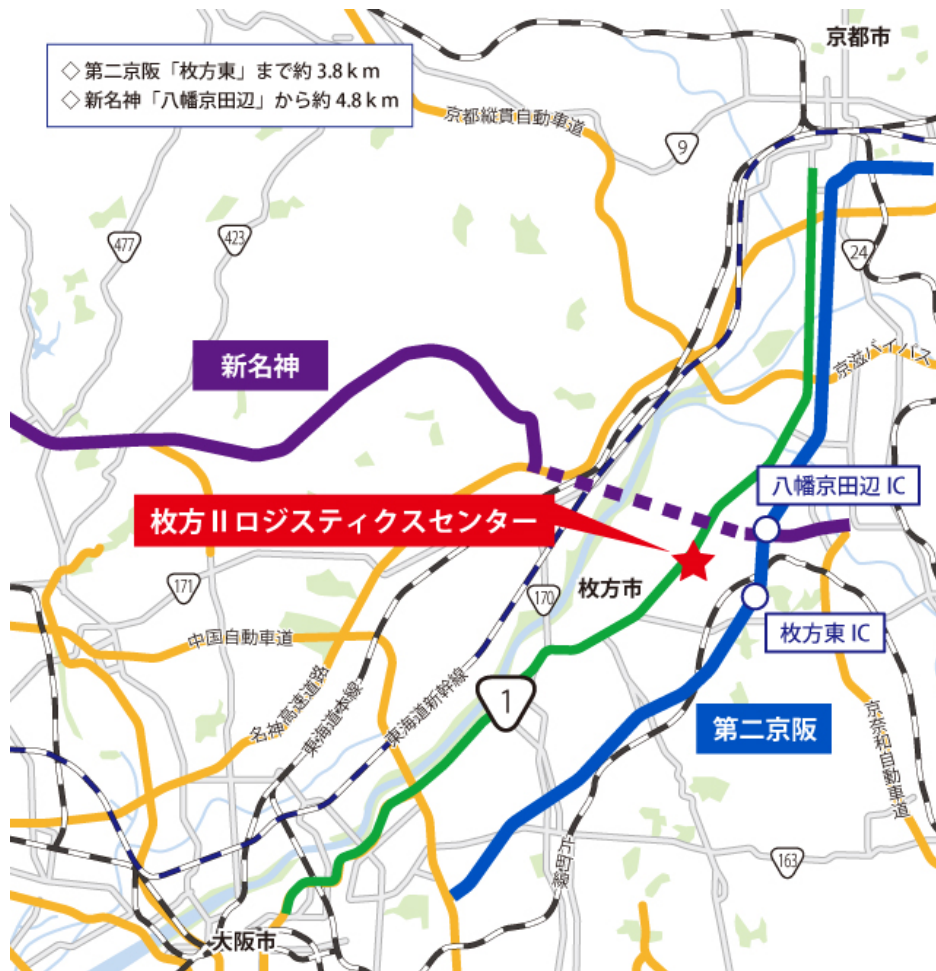 京都市
◇ 第二京阪「枚方東」まで約 3.8ｋｍ
◇ 新名神「八幡京田辺」から約 4.8ｋｍ
京都縦貫自動車道
9
477
423
24
新名神
京滋バイパス
八幡京田辺 IC
枚方Ⅱロジスティクスセンター
171
170
枚方市
枚方東 IC
中国自動車道
名神高速道路
東海道本線
東海道新幹線
1
第二京阪
京奈和自動車道
163
片町線
大阪市